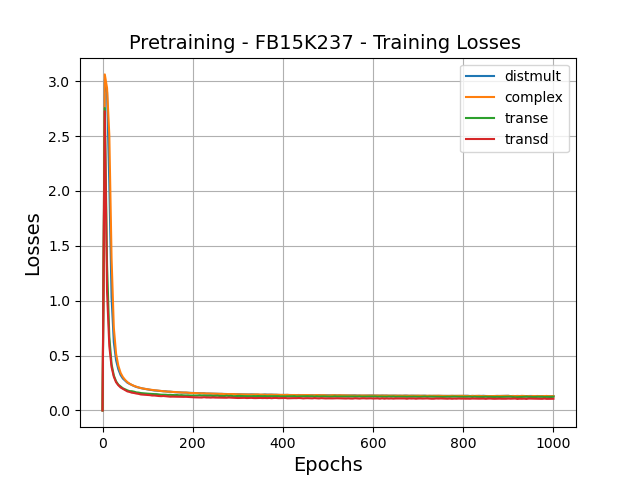 Pretraining - FB15K237 - Training Losses
distmult
complex
transe
transd
Losses
3.0
2.5
2.0
1.5
1.0
0.5
0.0
0
200
400
600
800
1000
Epochs